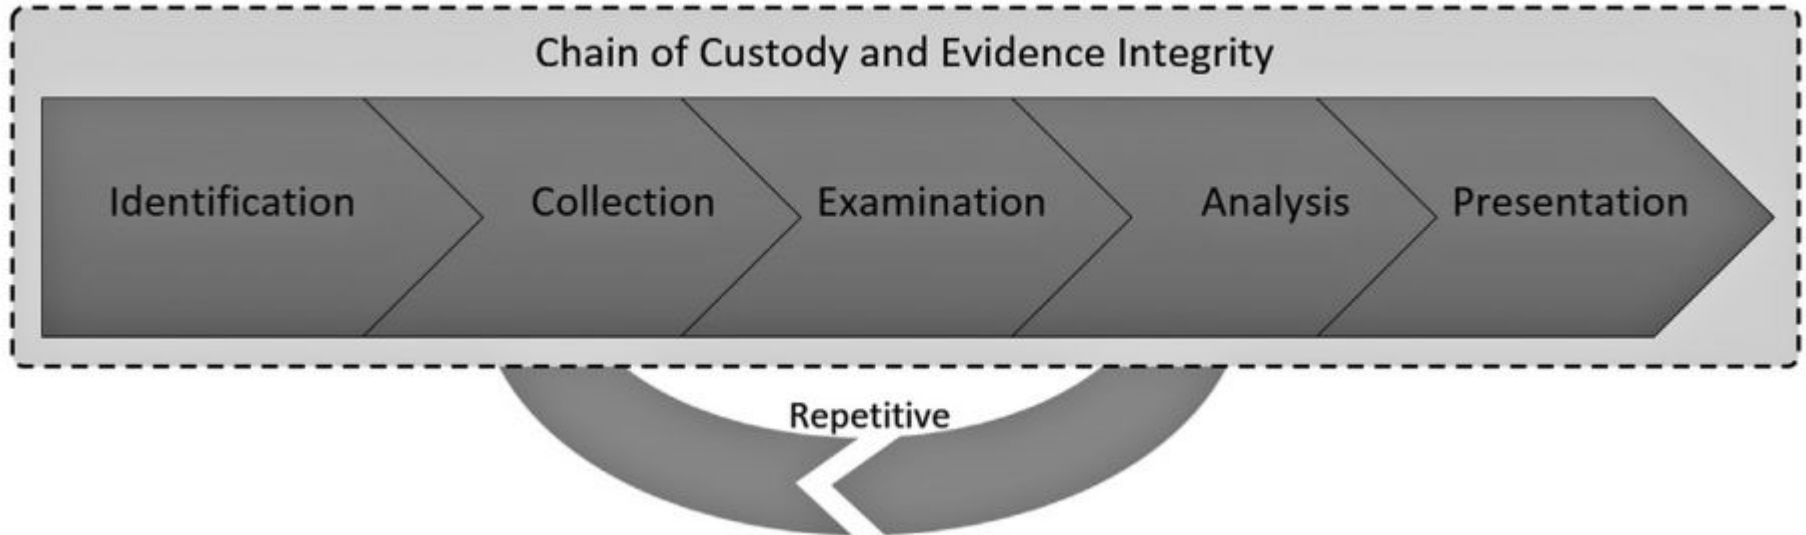 Chain of Custody and Evidence Integrity
Identification
Collection
Examination
Analysis
Presentation
Repetitive